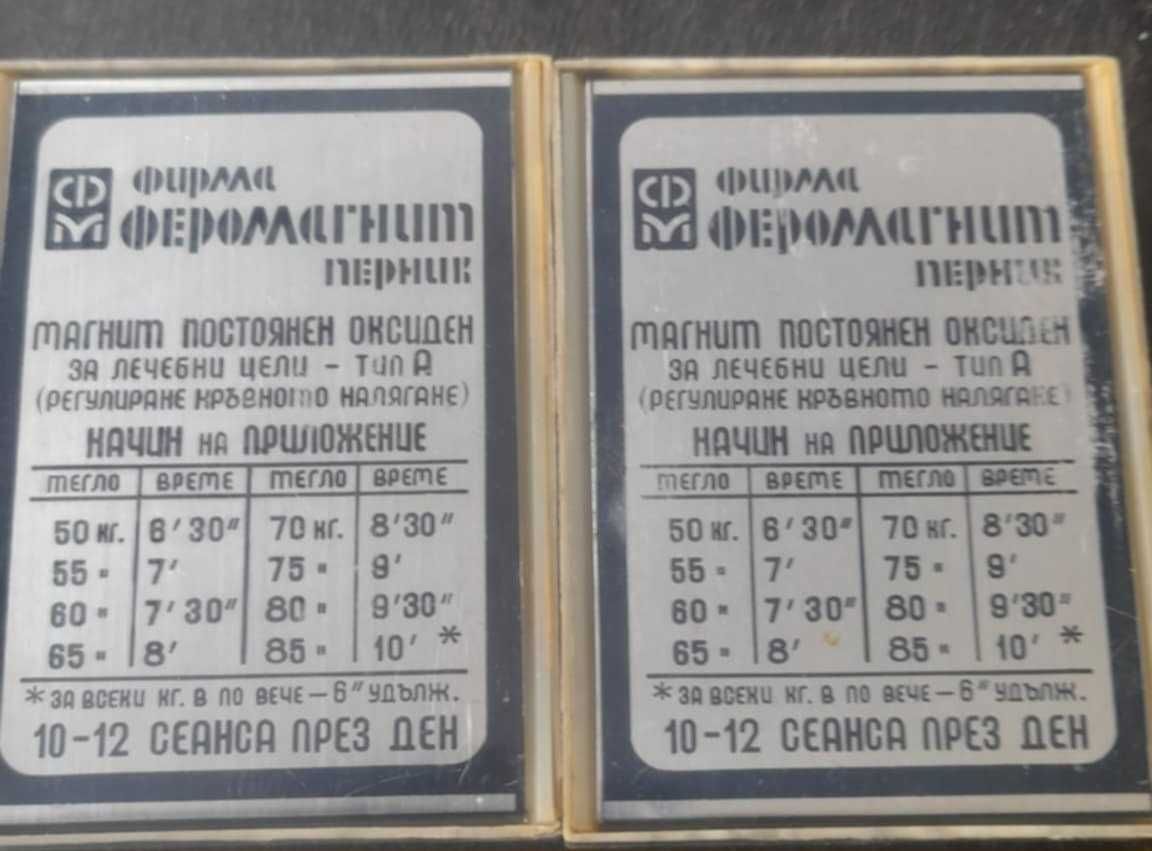 ФМ
фирма
ФЕРОМАГНИТ
ПЕРНИК
МАГНИТ ПОСТОЯНЕН ОКСИДЕН
ЗА ЛЕЧЕБНИ ЦЕЛИ – ТИП А
(РЕГУЛИРАНЕ КРЪВНОТО НАЛЯГАНЕ)
НАЧИН НА ПРИЛОЖЕНИЕ
ТЕГЛО ВРЕМЕ ТЕГЛО ВРЕМЕ
50 кг. 6'30" 70 кг. 8'30"
55 " 7' 75 " 9'
60 " 7'30" 80 " 9'30"
65 " 8' 85 " 10' *
* ЗА ВСЕКИ КГ. В ПО ВЕЧЕ – 6" УДЪЛЖ.
10-12 СЕАНСА ПРЕЗ ДЕН
ФМ
фирма
ФЕРОМАГНИТ
ПЕРНИК
МАГНИТ ПОСТОЯНЕН ОКСИДЕН
ЗА ЛЕЧЕБНИ ЦЕЛИ – ТИП А
(РЕГУЛИРАНЕ КРЪВНОТО НАЛЯГАНЕ)
НАЧИН НА ПРИЛОЖЕНИЕ
ТЕГЛО ВРЕМЕ ТЕГЛО ВРЕМЕ
50 кг. 6'30" 70 кг. 8'30"
55 " 7' 75 " 9'
60 " 7'30" 80 " 9'30"
65 " 8' 85 " 10' *
* ЗА ВСЕКИ КГ. В ПО ВЕЧЕ – 6" УДЪЛЖ.
10-12 СЕАНСА ПРЕЗ ДЕН